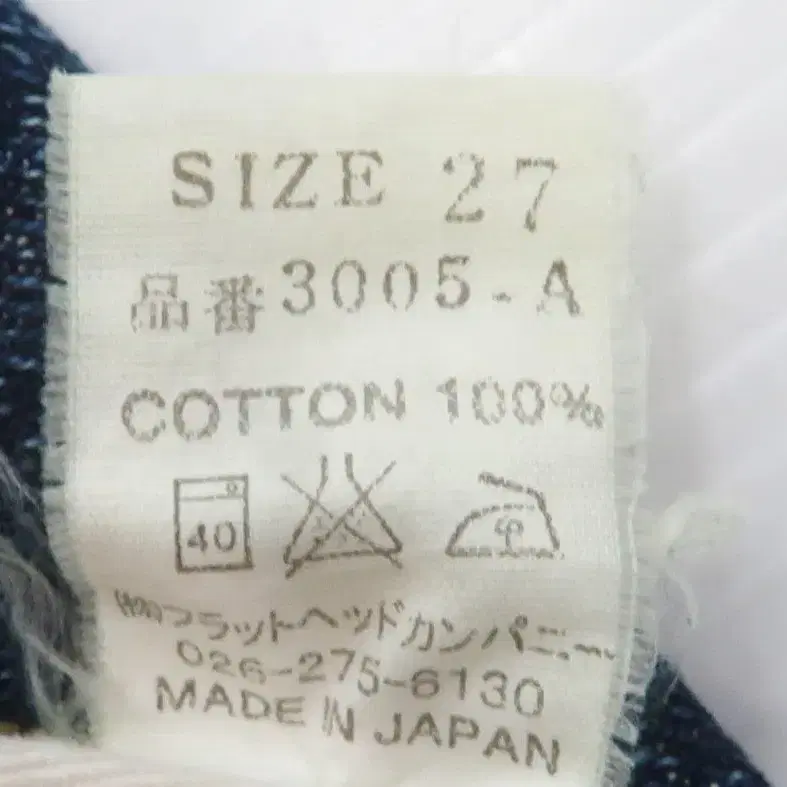 SIZE 27
品番3005-A
COTTON 100%
40 中
フラットヘッドカンパニー
026-275-6130
MADE IN JAPAN